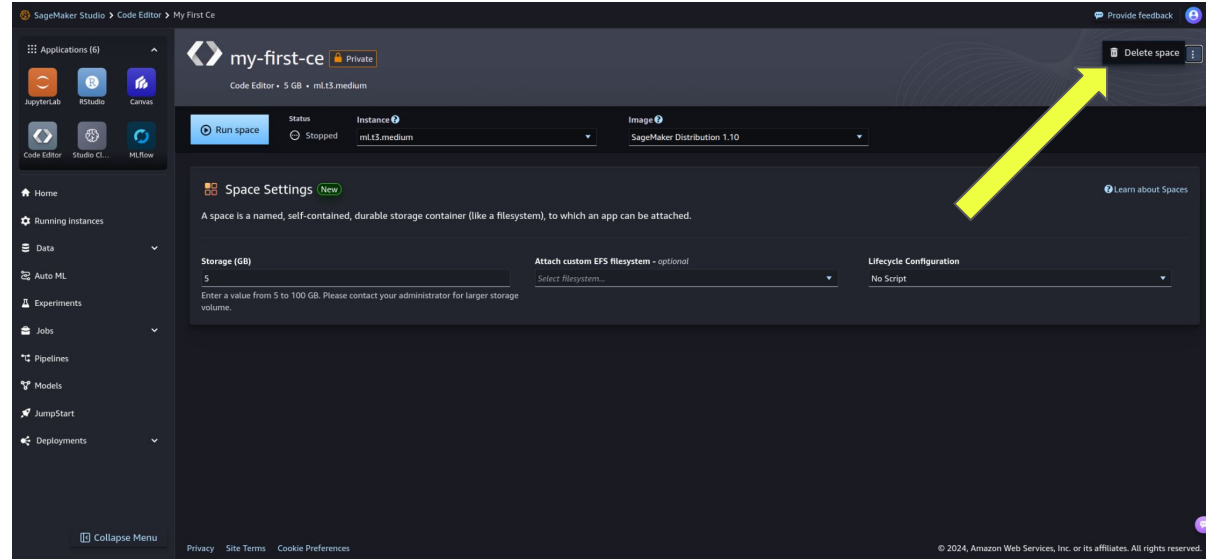 SageMaker Studio > Code Editor > My First Ce
Provide feedback
Applications (6)
JupyterLab RStudio Canvas
Code Editor Studio Cl... MLflow
Home
Running instances
Data
Auto ML
Experiments
Jobs
Pipelines
Models
JumpStart
Deployments
Collapse Menu
my-first-ce Private
Code Editor • 5 GB • ml.t3.medium
Delete space
Run space
Status
Stopped
Instance
ml.t3.medium
Image
SageMaker Distribution 1.10
Space Settings New
Learn about Spaces
A space is a named, self-contained, durable storage container (like a filesystem), to which an app can be attached.
Storage (GB)
5
Enter a value from 5 to 100 GB. Please contact your administrator for larger storage
volume.
Attach custom EFS filesystem - optional
Select filesystem...
Lifecycle Configuration
No Script
Privacy Site Terms Cookie Preferences
© 2024, Amazon Web Services, Inc. or its affiliates. All rights reserved.